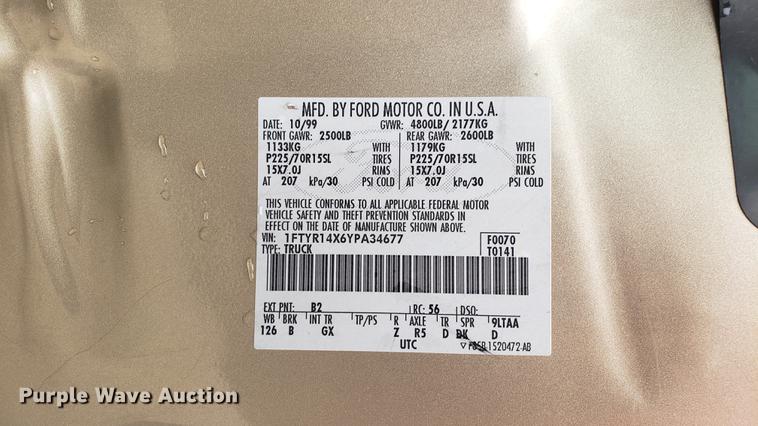 MFD. BY FORD MOTOR CO. IN U.S.A.
DATE: 10/99 GVWR: 4800LB/ 2177KG
FRONT GAWR: 2500LB REAR GAWR: 2600LB
1133KG WITH 1179KG WITH
P225/70R15SL TIRES P225/70R15SL TIRES
15X7.0J RIMS 15X7.0J RIMS
AT 207 kPa/30 PSI COLD AT 207 kPa/30 PSI COLD
THIS VEHICLE CONFORMS TO ALL APPLICABLE FEDERAL MOTOR
VEHICLE SAFETY AND THEFT PREVENTION STANDARDS IN
EFFECT ON THE DATE OF MANUFACTURE SHOWN ABOVE.
VIN: 1FTYR14X6YPA34677 F0070
TYPE: TRUCK T0141
EXT PNT: B2 RC: 56 DSO:
WB BRK INT TR TP/PS R AXLE TR SPR 9LTAA
126 B GX Z R5 D DK D
UTC F85B-1520472-AB
Purple Wave Auction